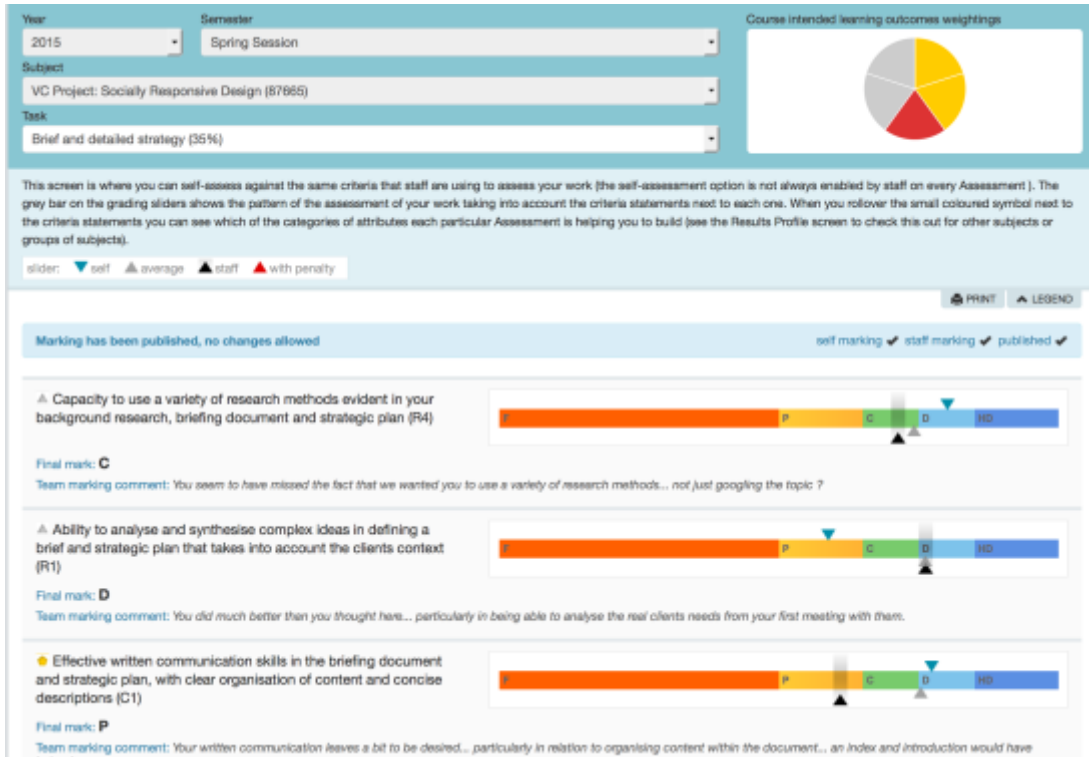 Year
Semester
Course intended learning outcomes weightings
2015
Spring Session
Subject
VC Project: Socially Responsive Design (87665)
Task
Brief and detailed strategy (35%)
This screen is where you can self-assess against the same criteria that staff are using to assess your work (the self-assessment option is not always enabled by staff on every Assessment ). The
grey bar on the grading sliders shows the pattern of the assessment of your work taking into account the criteria statements next to each one. When you rollover the small coloured symbol next to
the criteria statements you can see which of the categories of attributes each particular Assessment is helping you to build (see the Results Profile screen to check this out for other subjects or
groups of subjects).
slider: self average staff with penalty
PRINT LEGEND
Marking has been published, no changes allowed
self marking staff marking published
Capacity to use a variety of research methods evident in your
background research, briefing document and strategic plan (R4)
F P C D HD
Final mark: C
Team marking comment: You seem to have missed the fact that we wanted you to use a variety of research methods... not just googling the topic ?
Ability to analyse and synthesise complex ideas in defining a
brief and strategic plan that takes into account the clients context
(R1)
F P C D HD
Final mark: D
Team marking comment: You did much better then you thought here... particularly in being able to analyse the real clients needs from your first meeting with them.
Effective written communication skills in the briefing document
and strategic plan, with clear organisation of content and concise
descriptions (C1)
F P C D HD
Final mark: P
Team marking comment: Your written communication leaves a bit to be desired... particularly in relation to organising content within the document... an index and introduction would have